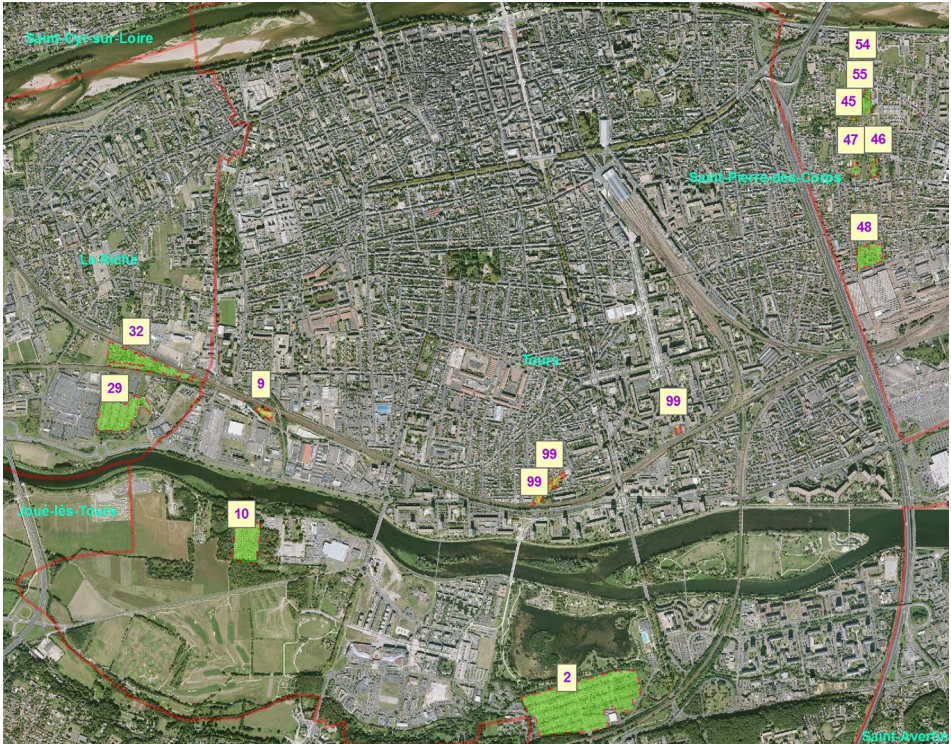 Saint-Cyr-sur-Loire
54
55
45
47
46
Saint-Pierre-des-Corps
48
La Riche
32
Tours
29
9
99
99
99
10
Joué-lès-Tours
2
Saint-Avertin